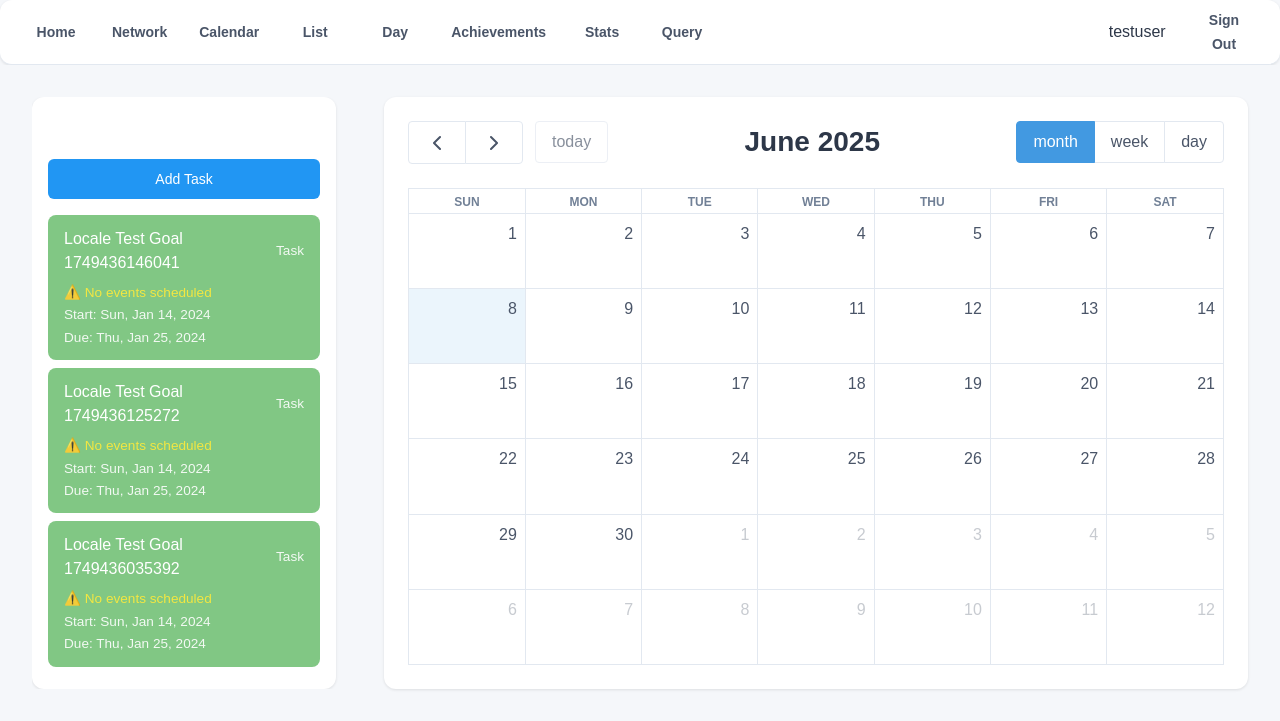 Home Network Calendar List Day Achievements Stats Query testuser Sign Out
Add Task
Locale Test Goal 1749436146041 Task
⚠️ No events scheduled
Start: Sun, Jan 14, 2024
Due: Thu, Jan 25, 2024
Locale Test Goal 1749436125272 Task
⚠️ No events scheduled
Start: Sun, Jan 14, 2024
Due: Thu, Jan 25, 2024
Locale Test Goal 1749436035392 Task
⚠️ No events scheduled
Start: Sun, Jan 14, 2024
Due: Thu, Jan 25, 2024
today June 2025 month week day
SUN MON TUE WED THU FRI SAT
1 2 3 4 5 6 7
8 9 10 11 12 13 14
15 16 17 18 19 20 21
22 23 24 25 26 27 28
29 30 1 2 3 4 5
6 7 8 9 10 11 12